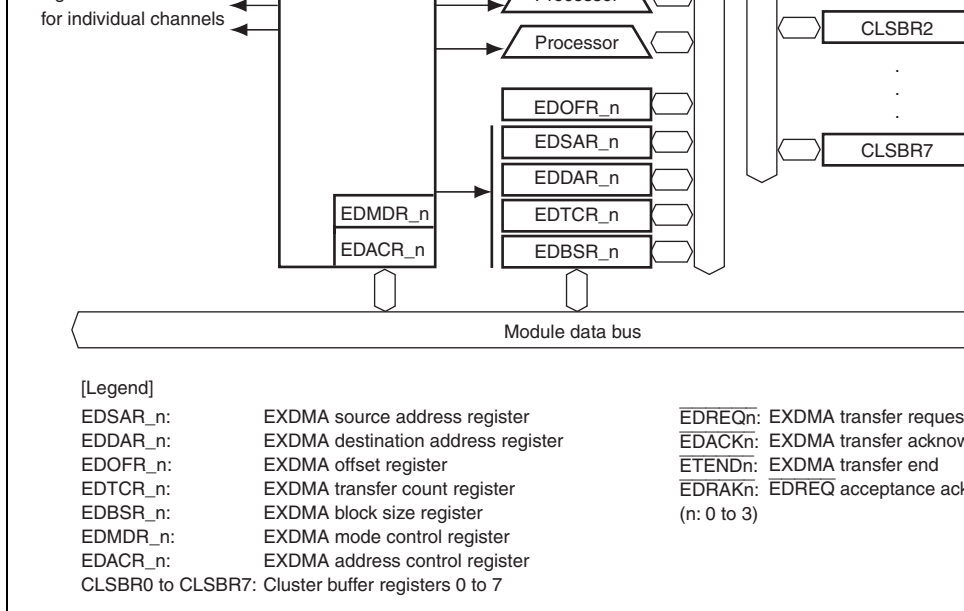 for individual channels
Processor
CLSBR2
.
.
.
EDOFR_n
EDSAR_n
CLSBR7
EDDAR_n
EDMDR_n
EDTCR_n
EDACR_n
EDBSR_n
Module data bus
[Legend]
EDSAR_n: EXDMA source address register
EDDAR_n: EXDMA destination address register
EDOFR_n: EXDMA offset register
EDTCR_n: EXDMA transfer count register
EDBSR_n: EXDMA block size register
EDMDR_n: EXDMA mode control register
EDACR_n: EXDMA address control register
CLSBR0 to CLSBR7: Cluster buffer registers 0 to 7
EDREQn: EXDMA transfer reques
EDACKn: EXDMA transfer acknow
ETENDn: EXDMA transfer end
EDRAKn: EDREQ acceptance ack
(n: 0 to 3)